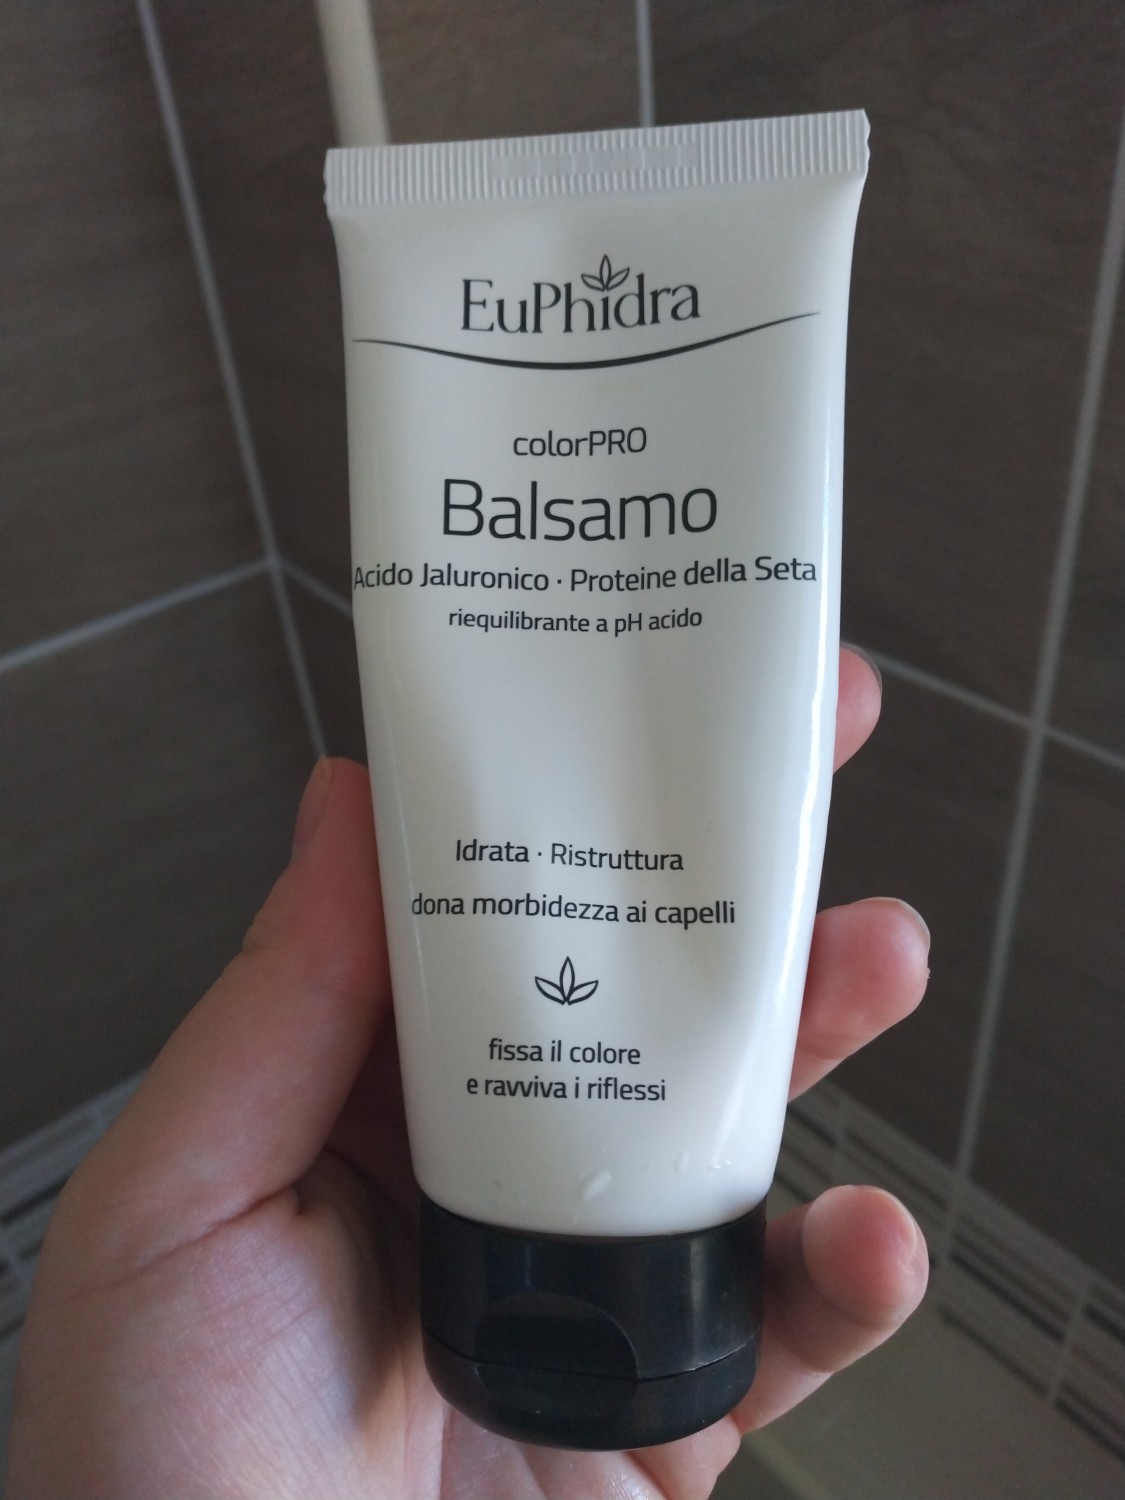 EuPhidra
colorPRO
Balsamo
Acido Jaluronico · Proteine della Seta
riequilibrante a pH acido
Idrata · Ristruttura
dona morbidezza ai capelli
fissa il colore
e ravviva i riflessi